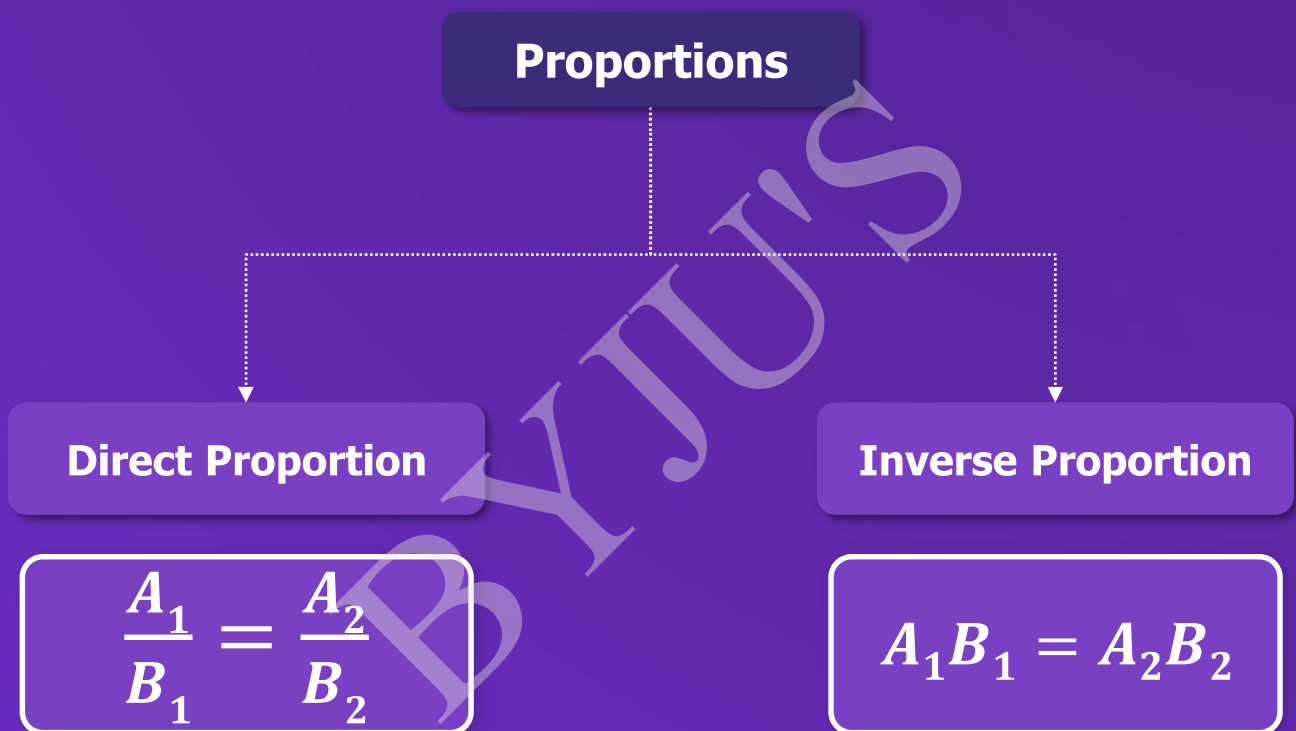 Proportions
BYJU'S
Direct Proportion
Inverse Proportion
A₁/B₁ = A₂/B₂
A₁B₁ = A₂B₂